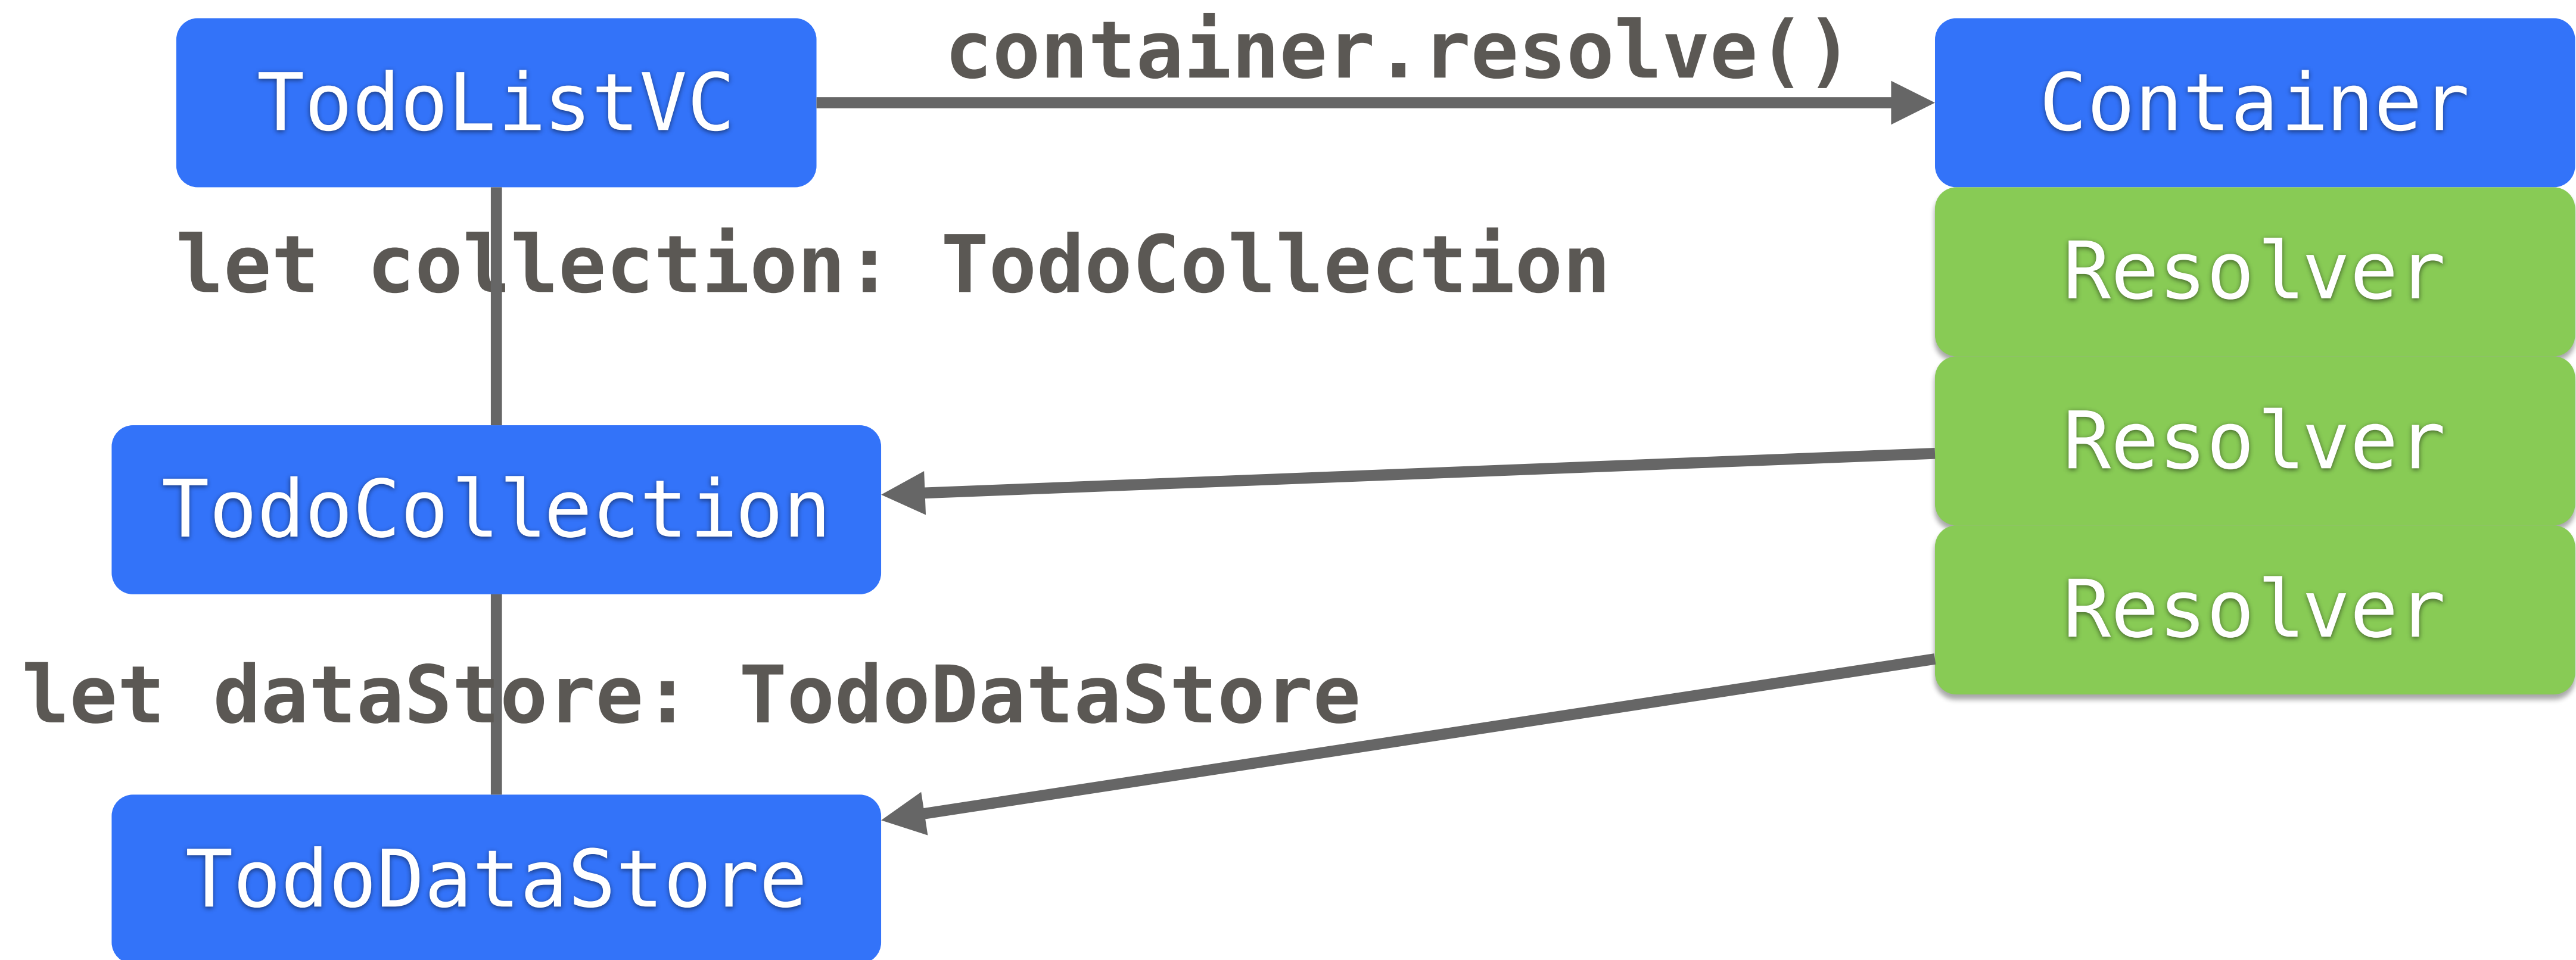 TodoListVC
container.resolve()
Container
let collection: TodoCollection
Resolver
TodoCollection
Resolver
Resolver
let dataStore: TodoDataStore
TodoDataStore